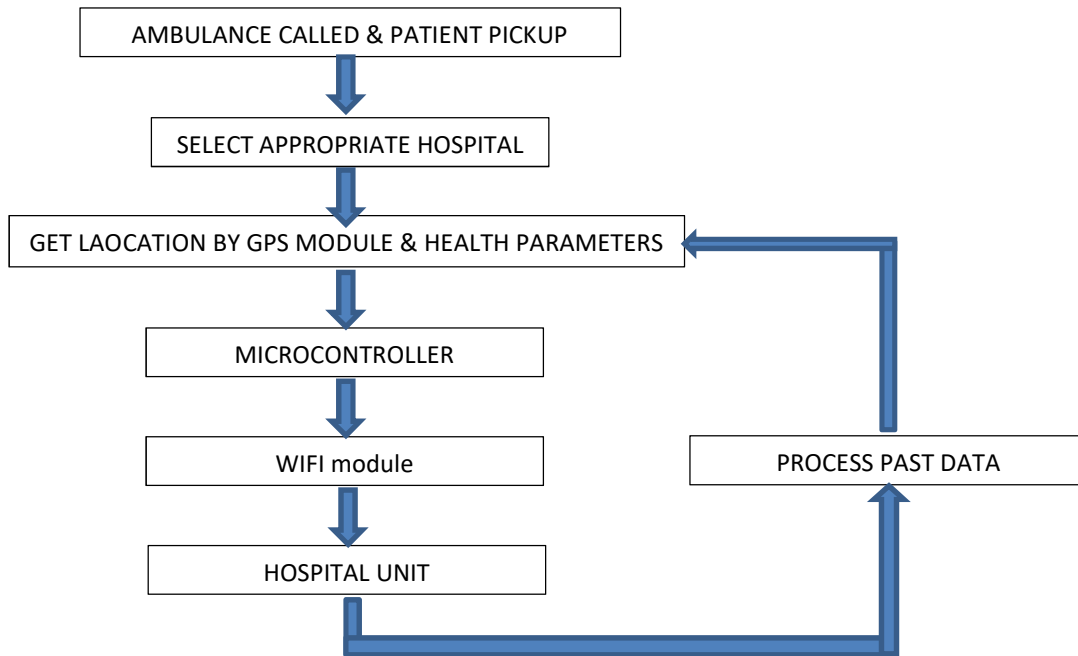 AMBULANCE CALLED & PATIENT PICKUP
SELECT APPROPRIATE HOSPITAL
GET LAOCATION BY GPS MODULE & HEALTH PARAMETERS
MICROCONTROLLER
WIFI module
PROCESS PAST DATA
HOSPITAL UNIT